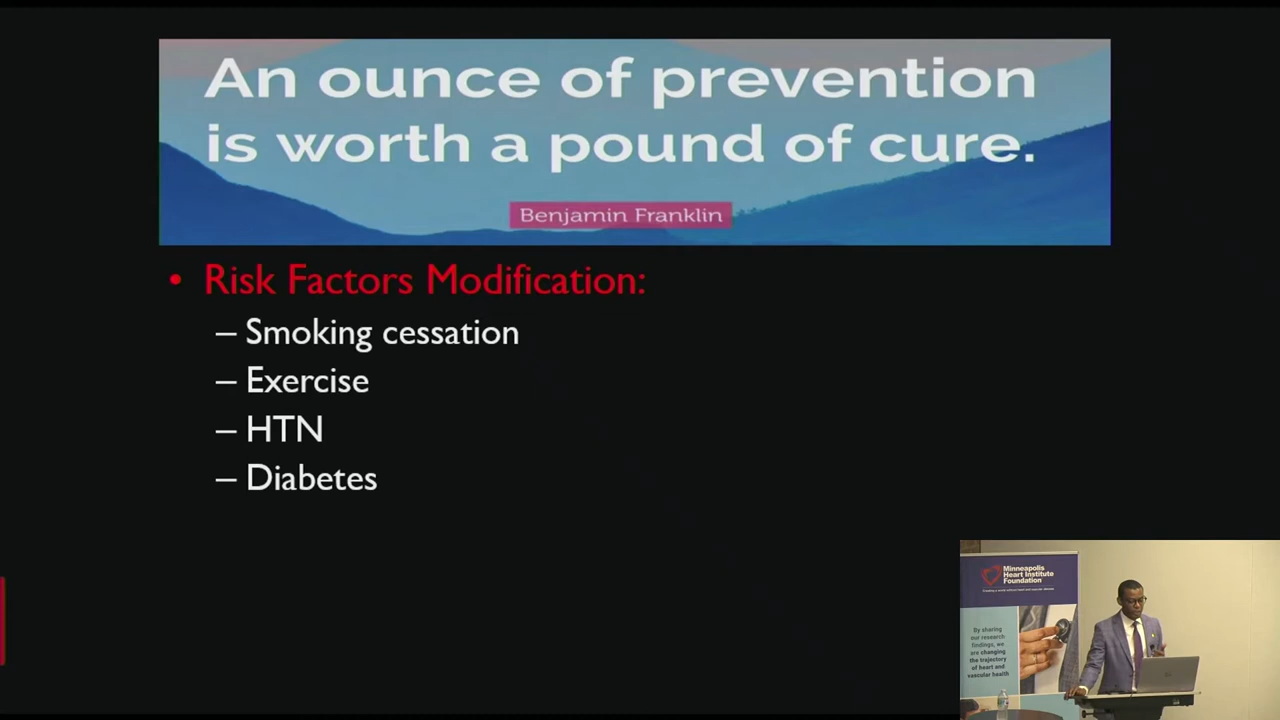 An ounce of prevention
is worth a pound of cure.
Benjamin Franklin
• Risk Factors Modification:
– Smoking cessation
– Exercise
– HTN
– Diabetes
Minneapolis
Heart Institute
Foundation
By sharing
our research
findings, we
are changing
the trajectory
of heart and
vascular health